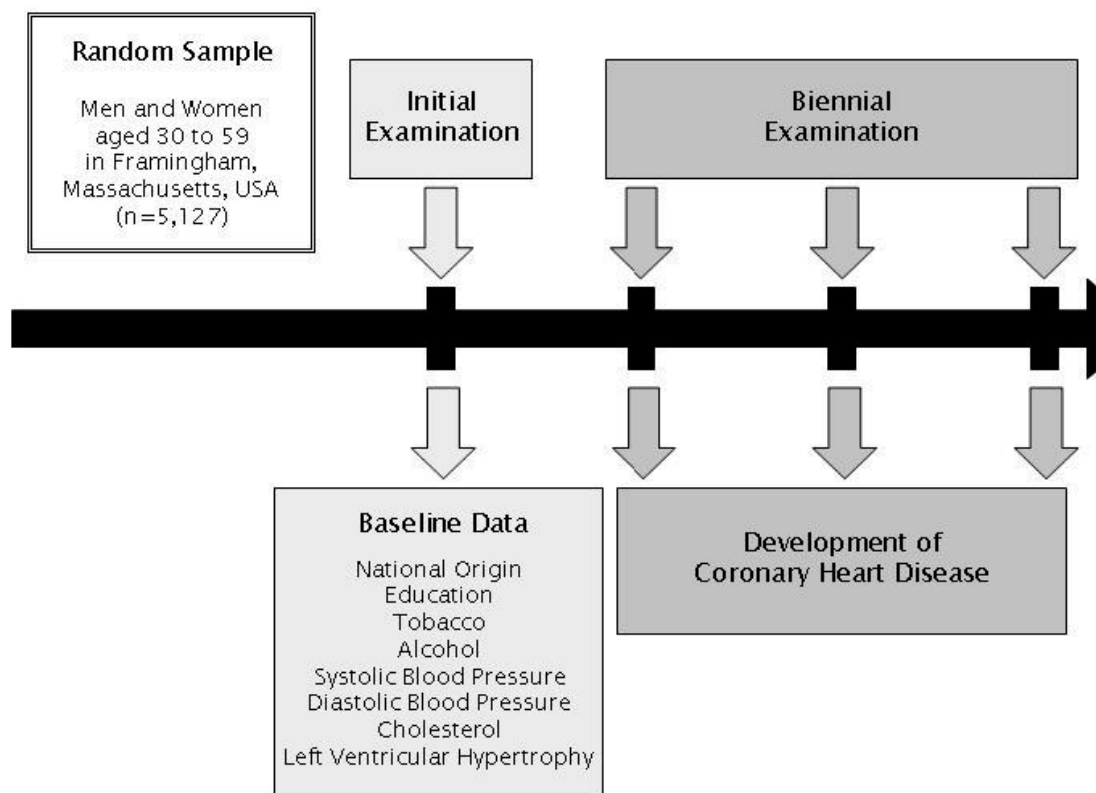 Random Sample
Men and Women
aged 30 to 59
in Framingham,
Massachusetts, USA
(n=5,127)
Initial
Examination
Biennial
Examination
Baseline Data
National Origin
Education
Tobacco
Alcohol
Systolic Blood Pressure
Diastolic Blood Pressure
Cholesterol
Left Ventricular Hypertrophy
Development of
Coronary Heart Disease